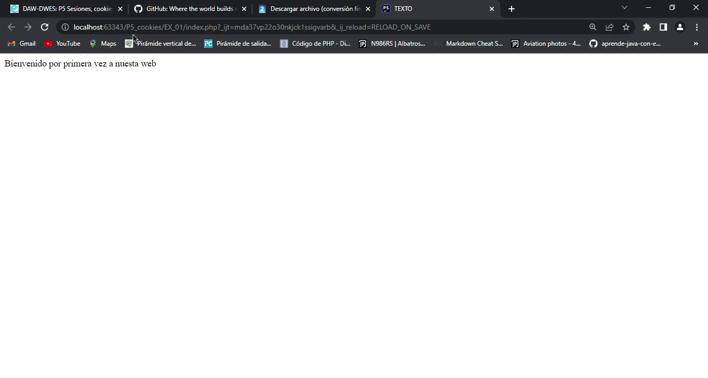 DAW-DWES: P5 Sesiones, cookie
GitHub: Where the world builds
Descargar archivo (conversión fin
TEXTO
localhost:63343/P5_cookies/EX_01/index.php?_ijt=mda37vp22o30nkjck1ssigvarb&_ij_reload=RELOAD_ON_SAVE
Gmail YouTube Maps Pirámide vertical de... Pirámide de salida... Código de PHP - Di... N986RS | Albatros... Markdown Cheat S... Aviation photos - 4... aprende-java-con-e... »
Bienvenido por primera vez a nuesta web